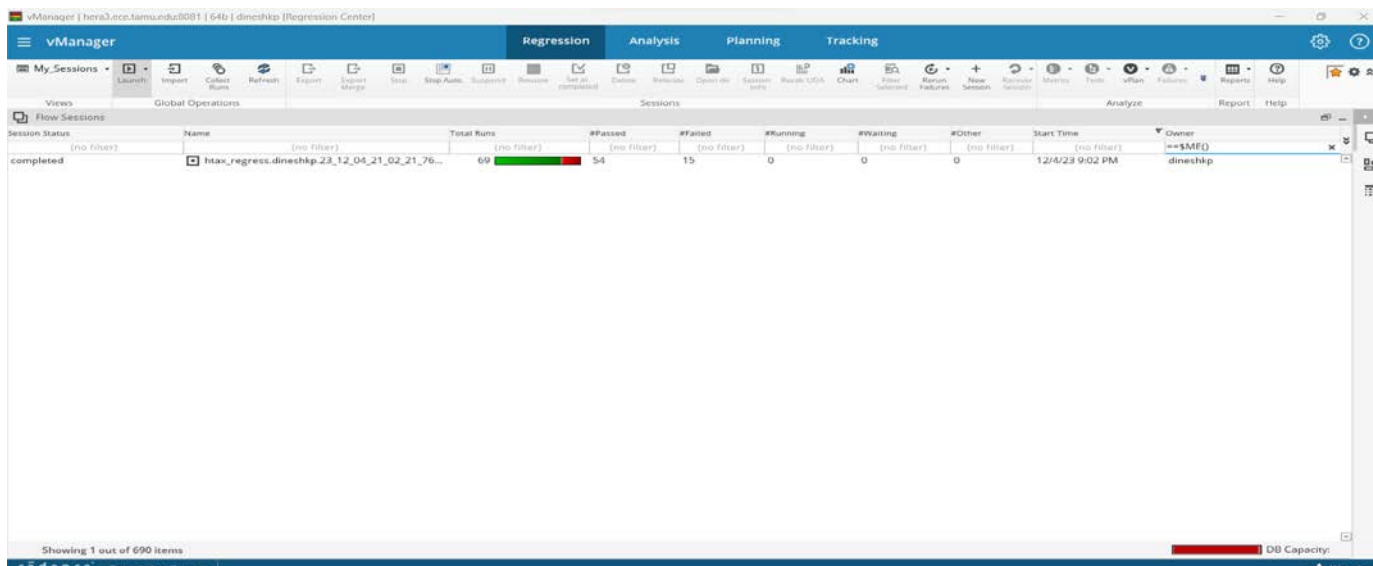 vManager | hera3.ece.tamu.edu:8081 | 64b | dineshkp [Regression Center]
vManager Regression Analysis Planning Tracking
My_Sessions Launch Import Collect Runs Refresh Export Export Merge Stop Stop Auto. Suspend Resume Set as completed Delete Relocate Open dir Session Info Recalc UDA Chart Filter Selected Rerun Failures New Session Recover Session Metrics Tests vPlan Failures Reports Help
Views Global Operations Sessions Analyze Report Help
Flow Sessions
Session Status Name Total Runs #Passed #Failed #Running #Waiting #Other Start Time Owner
(no filter) (no filter) (no filter) (no filter) (no filter) (no filter) (no filter) (no filter) (no filter) ==$ME()
completed htax_regress.dineshkp.23_12_04_21_02_21_76... 69 54 15 0 0 0 12/4/23 9:02 PM dineshkp
Showing 1 out of 690 items DB Capacity: